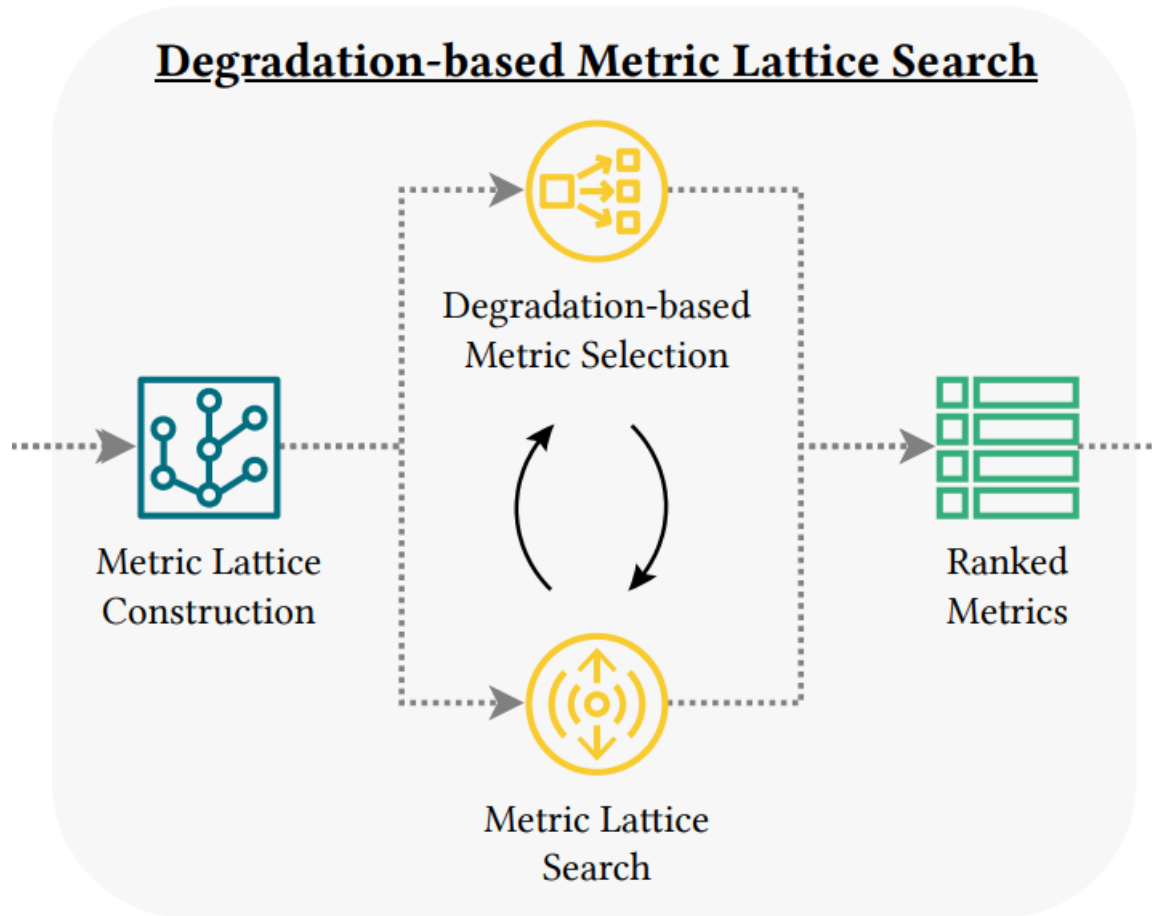 Degradation-based Metric Lattice Search
Degradation-based
Metric Selection
Metric Lattice
Construction
Ranked
Metrics
Metric Lattice
Search